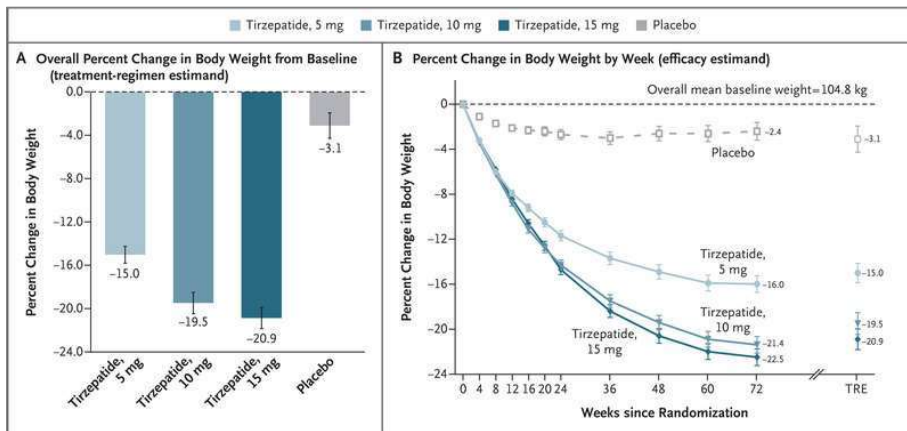 Tirzepatide, 5 mg Tirzepatide, 10 mg Tirzepatide, 15 mg Placebo
A Overall Percent Change in Body Weight from Baseline
(treatment-regimen estimand)
0.0
−4.0
−8.0
−12.0
−16.0
−20.0
−24.0
Percent Change in Body Weight
−15.0
−19.5
−20.9
−3.1
Tirzepatide,
5 mg
Tirzepatide,
10 mg
Tirzepatide,
15 mg
Placebo
B Percent Change in Body Weight by Week (efficacy estimand)
Overall mean baseline weight=104.8 kg
0
−4
−8
−12
−16
−20
−24
Percent Change in Body Weight
−2.4
−3.1
Placebo
Tirzepatide,
5 mg
−16.0
−15.0
Tirzepatide,
10 mg
Tirzepatide,
15 mg
−21.4
−22.5
−19.5
−20.9
0 4 8 12 16 20 24 36 48 60 72 TRE
Weeks since Randomization